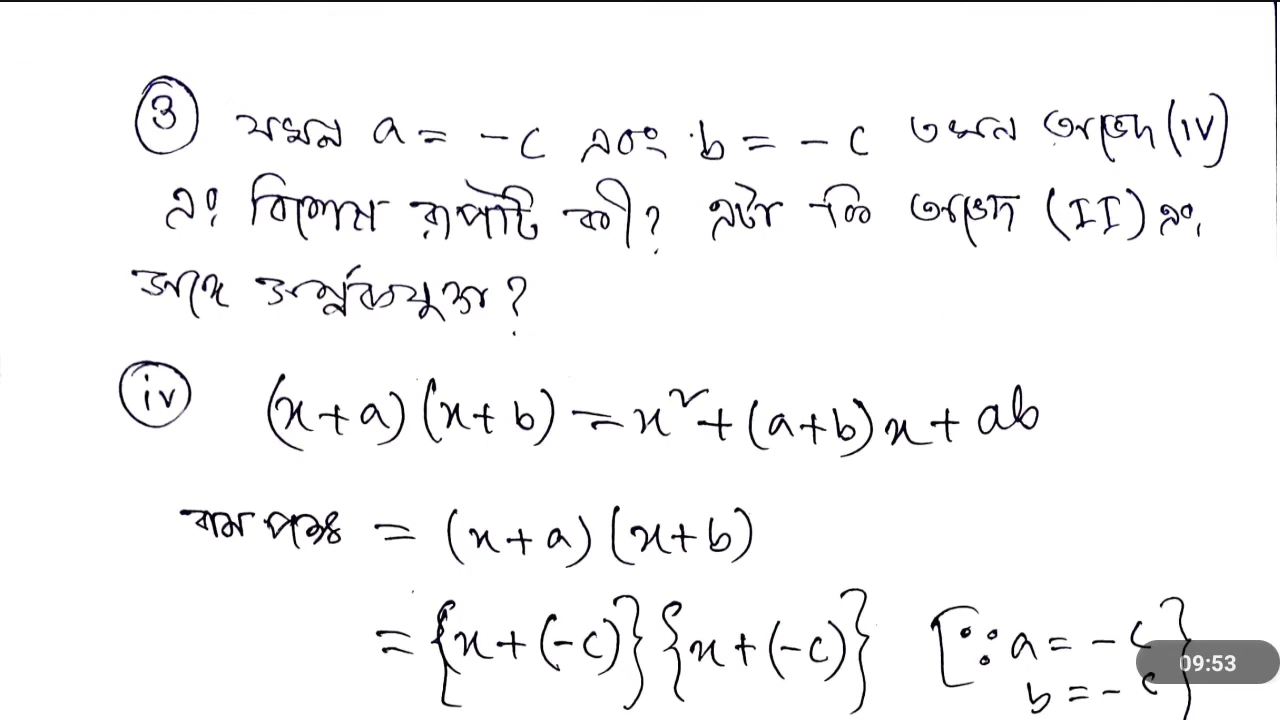 ③ যখন a = -c এবং b = -c তখন অভেদ (iv)
এর বিশেষ রূপটি কী? এটা কি অভেদ (II) এর
সঙ্গে সম্পর্কযুক্ত?
(iv) (x+a)(x+b) = x² + (a+b)x + ab
বাম পক্ষ = (x+a)(x+b)
= {x+(-c)}{x+(-c)} [∵ a = -c
b = -c]
09:53